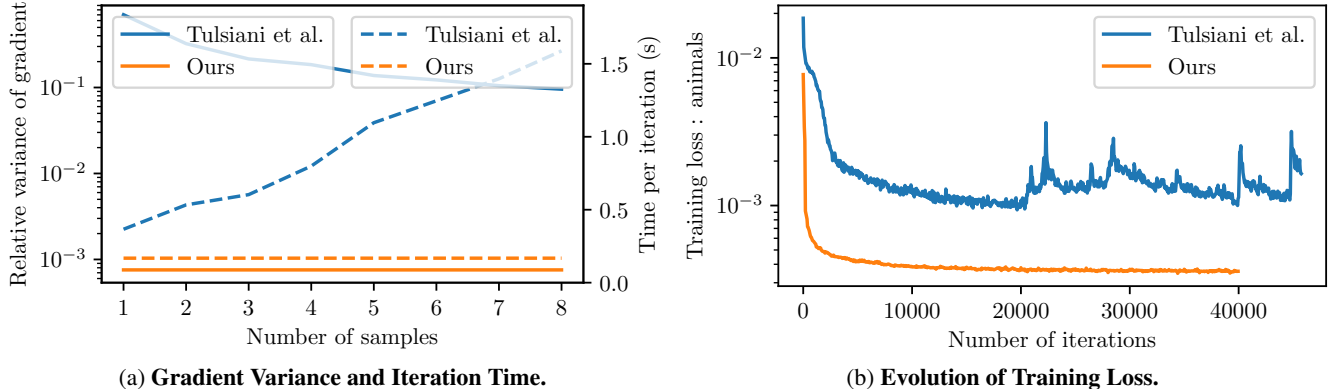 Relative variance of gradient
10⁻¹
10⁻²
10⁻³
Tulsiani et al.
Ours
Tulsiani et al.
Ours
1.5
1.0
0.5
0.0
Time per iteration (s)
1 2 3 4 5 6 7 8
Number of samples
(a) Gradient Variance and Iteration Time.
Training loss : animals
10⁻²
10⁻³
Tulsiani et al.
Ours
0 10000 20000 30000 40000
Number of iterations
(b) Evolution of Training Loss.